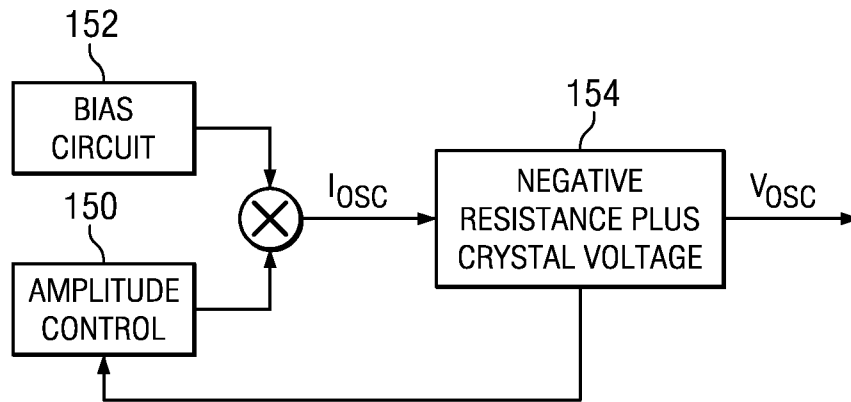 152
BIAS
CIRCUIT
150
AMPLITUDE
CONTROL
IOSC
154
NEGATIVE
RESISTANCE PLUS
CRYSTAL VOLTAGE
VOSC